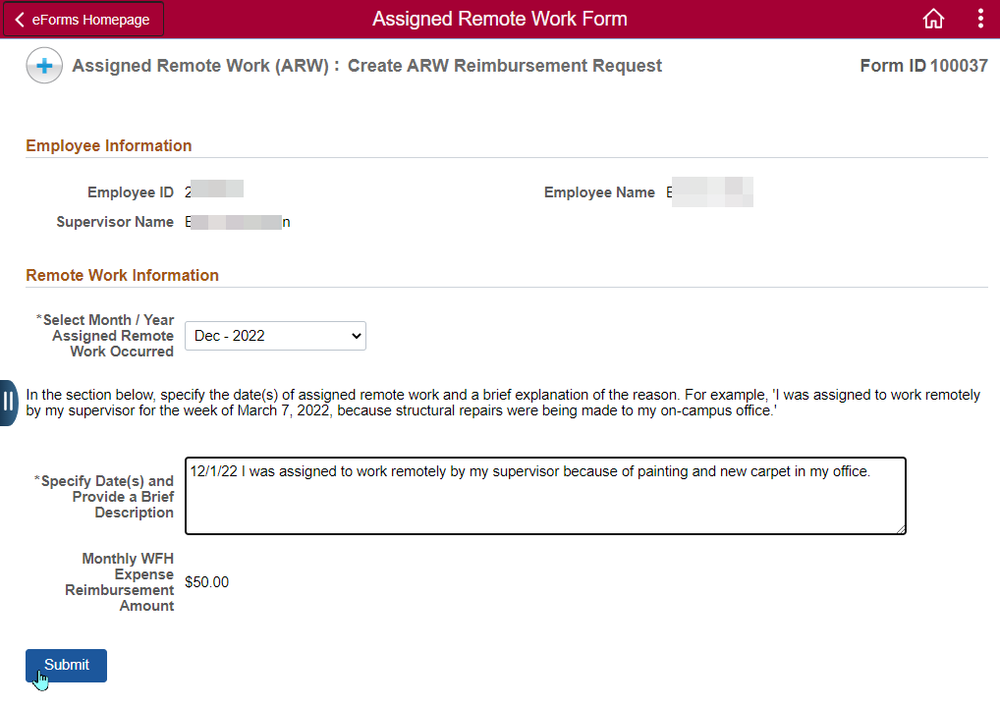 eForms Homepage
Assigned Remote Work Form
Assigned Remote Work (ARW) : Create ARW Reimbursement Request
Form ID 100037
Employee Information
Employee ID 2
Employee Name
Supervisor Name n
Remote Work Information
*Select Month / Year
Assigned Remote
Work Occurred
Dec - 2022
In the section below, specify the date(s) of assigned remote work and a brief explanation of the reason. For example, 'I was assigned to work remotely
by my supervisor for the week of March 7, 2022, because structural repairs were being made to my on-campus office.'
*Specify Date(s) and
Provide a Brief
Description
12/1/22 I was assigned to work remotely by my supervisor because of painting and new carpet in my office.
Monthly WFH
Expense
Reimbursement
Amount
$50.00
Submit